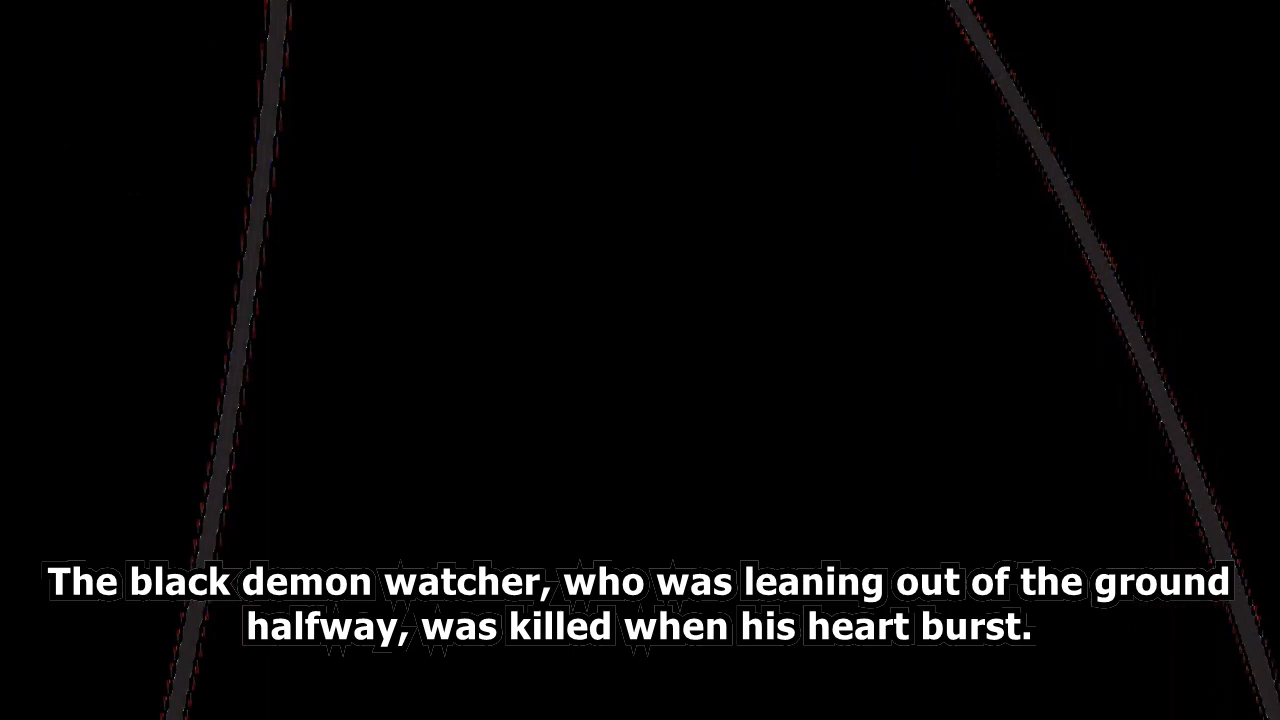 The black demon watcher, who was leaning out of the ground
halfway, was killed when his heart burst.